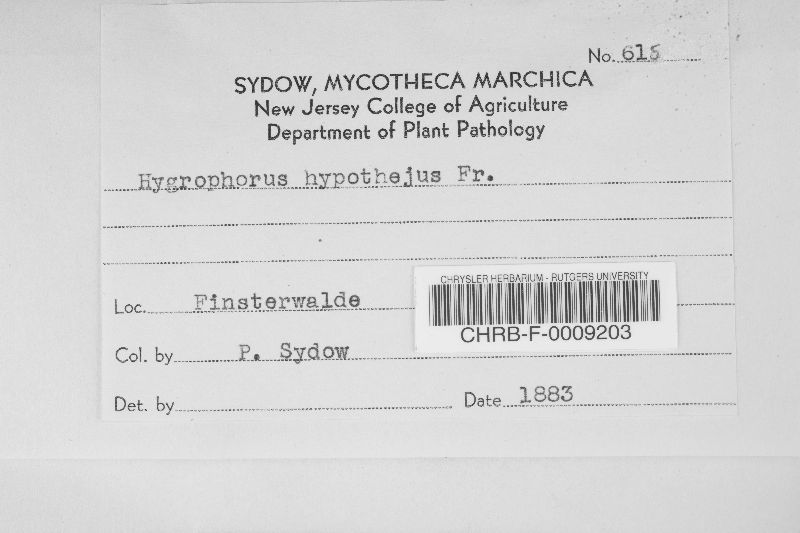 No. 615
SYDOW, MYCOTHECA MARCHICA
New Jersey College of Agriculture
Department of Plant Pathology
Hygrophorus hypothejus Fr.
CHRYSLER HERBARIUM - RUTGERS UNIVERSITY
Loc. Finsterwalde
CHRB-F-0009203
Col. by P. Sydow
Det. by
Date 1883